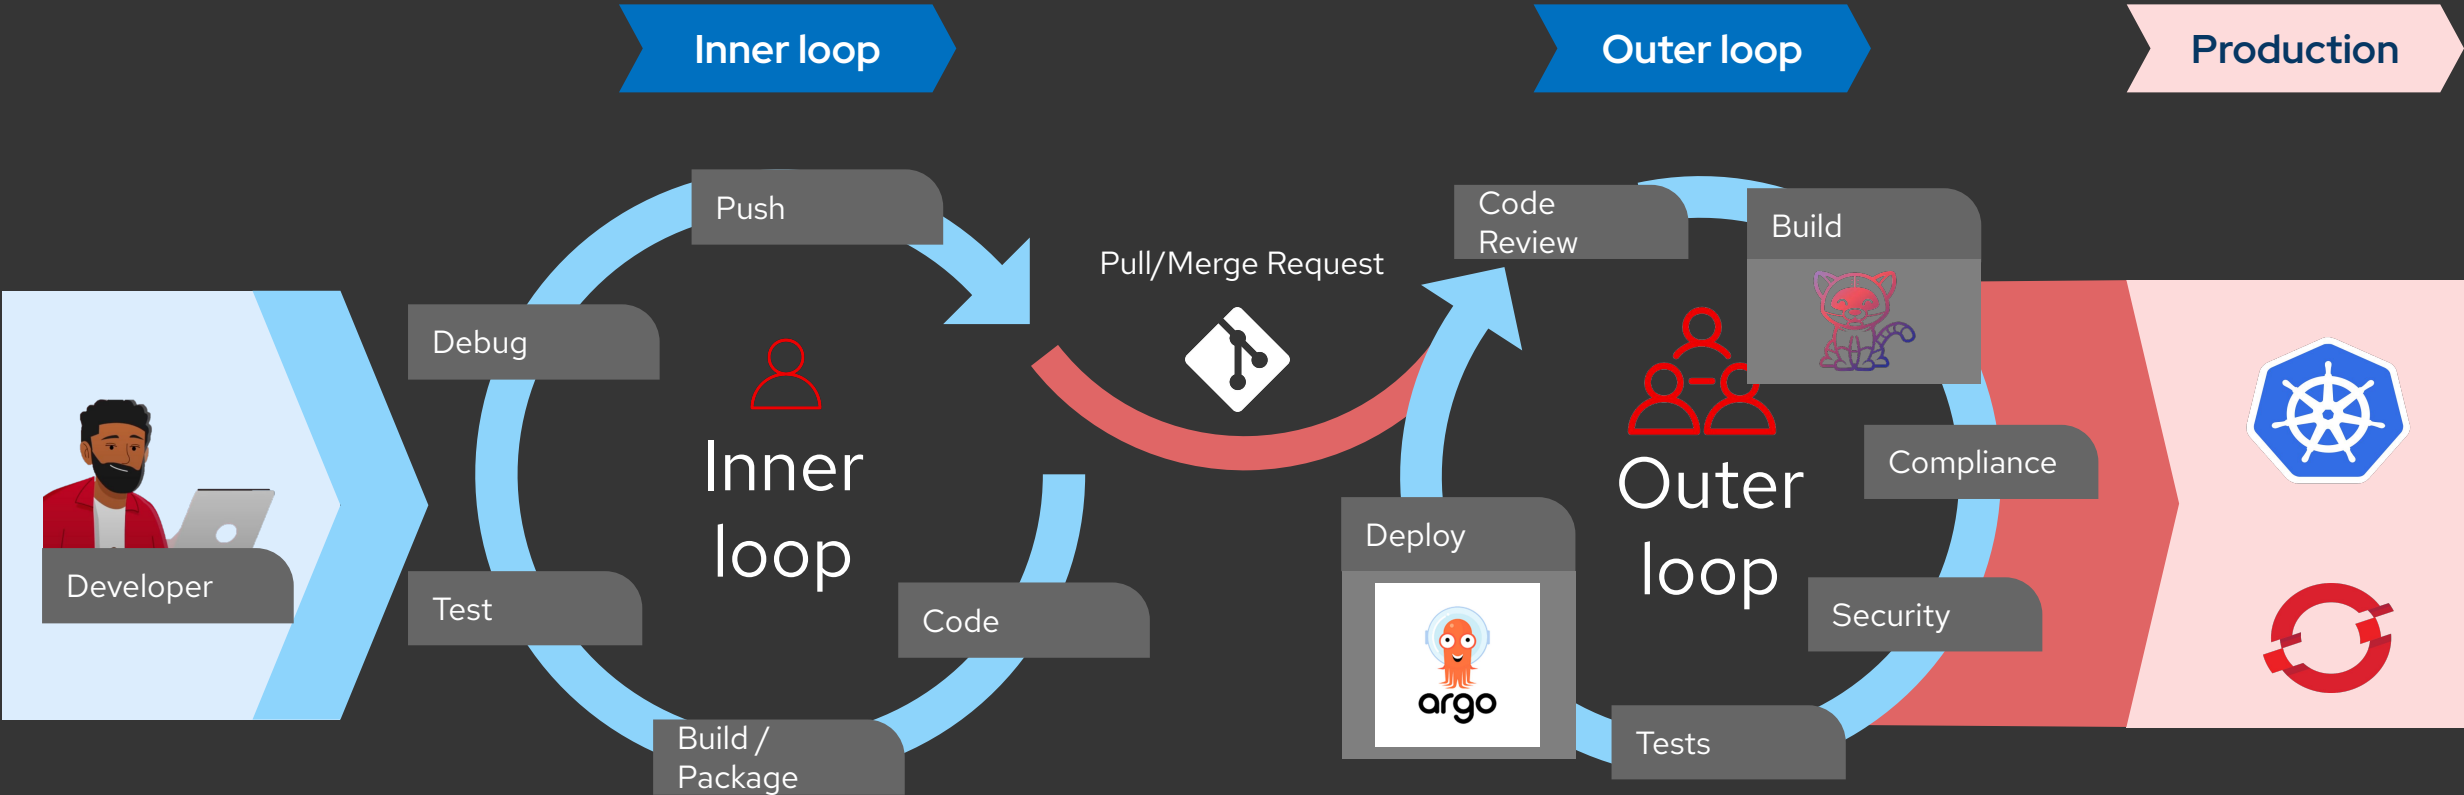 Inner loop
Outer loop
Production
Push
Code
Review
Build
Pull/Merge Request
Debug
Inner
loop
Outer
loop
Compliance
Deploy
Developer
Test
Code
Security
argo
Build /
Package
Tests